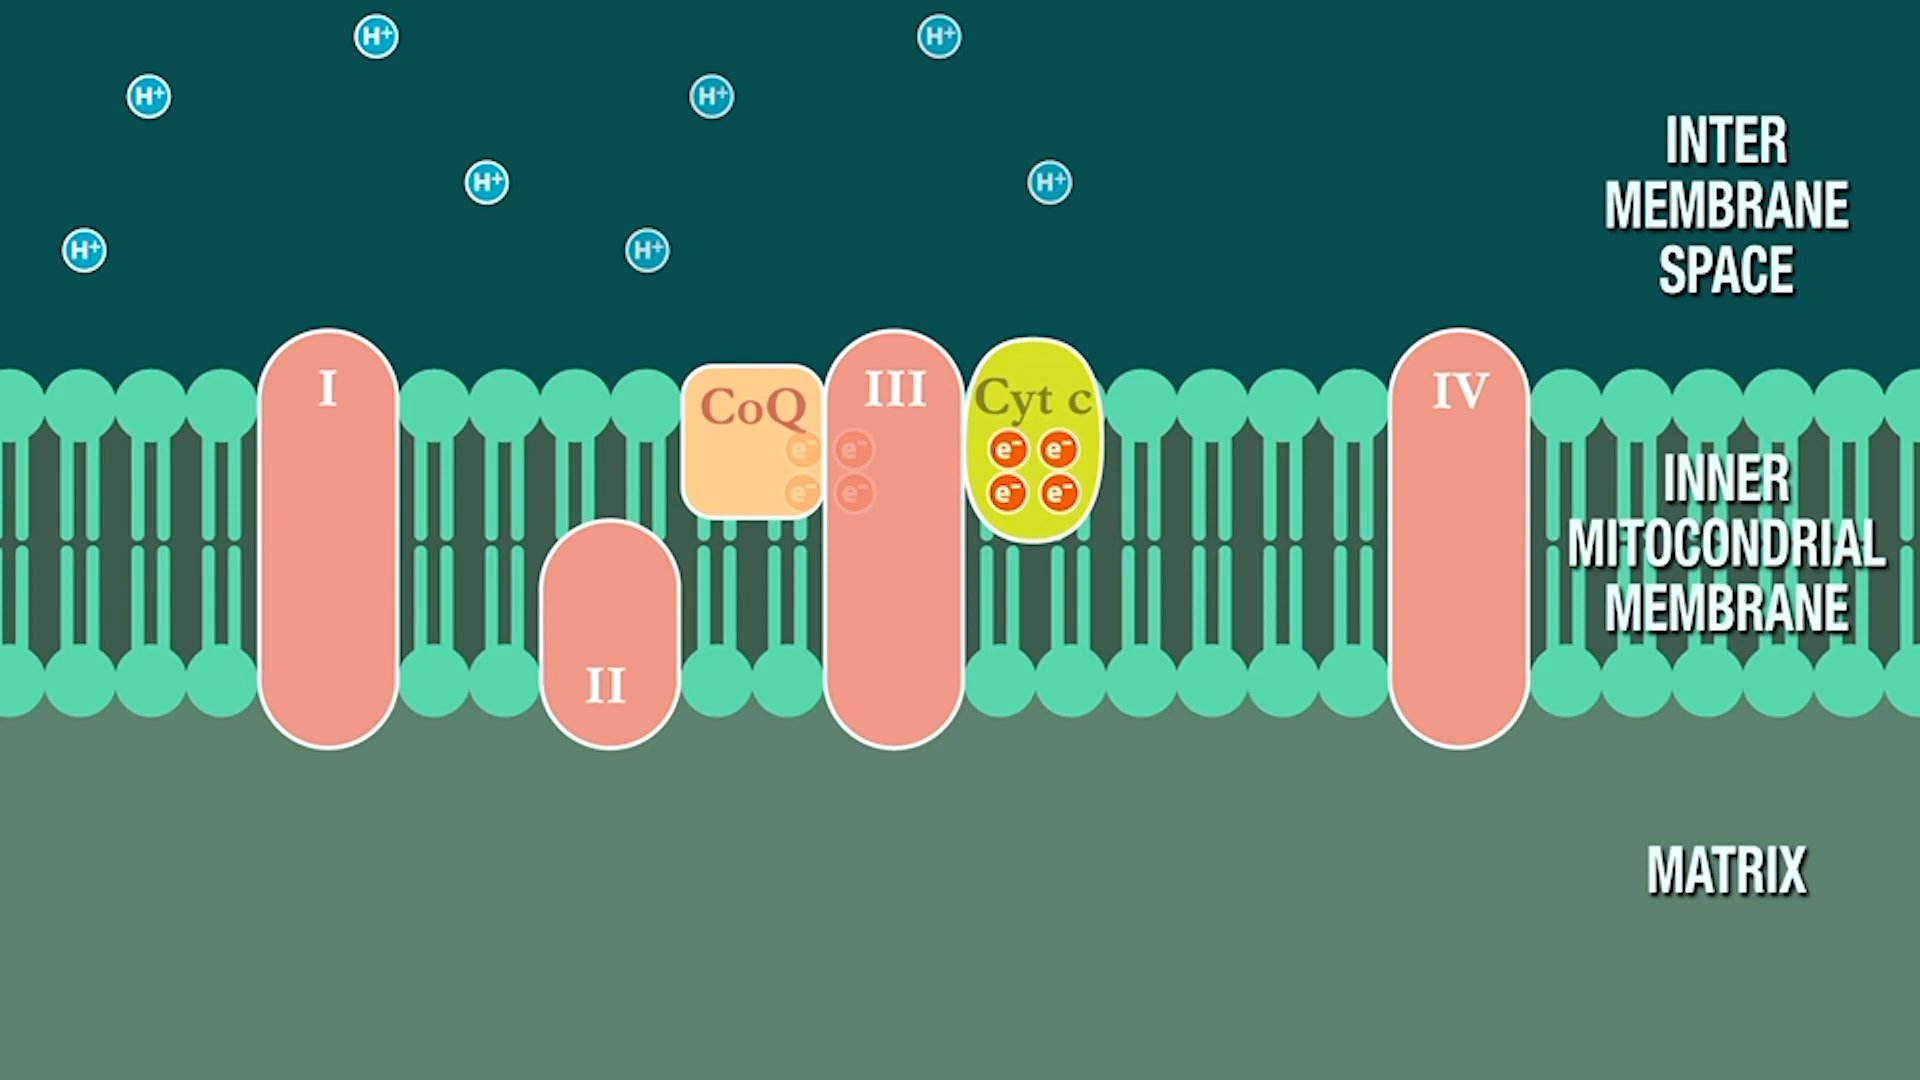 H+
H+
H+
H+
H+
H+
H+
H+
INTER
MEMBRANE
SPACE
I
CoQ
III
Cyt c
IV
e- e- e- e-
e- e- e- e-
II
INNER
MITOCONDRIAL
MEMBRANE
MATRIX